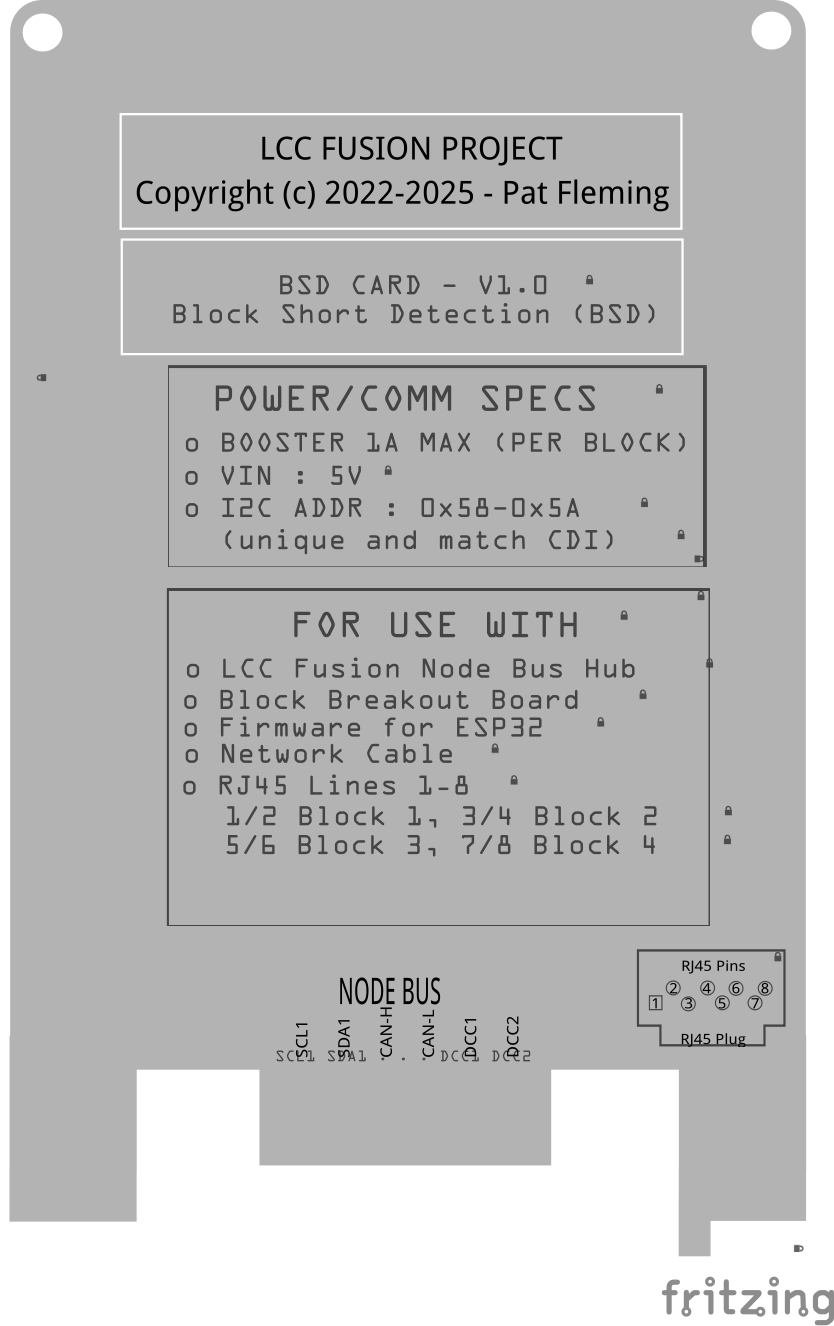 LCC FUSION PROJECT
Copyright (c) 2022-2025 - Pat Fleming
BSD CARD - V1.0
Block Short Detection (BSD)
POWER/COMM SPECS
o BOOSTER 1A MAX (PER BLOCK)
o VIN : 5V
o I2C ADDR : 0x58-0x5A
(unique and match CDI)
FOR USE WITH
o LCC Fusion Node Bus Hub
o Block Breakout Board
o Firmware for ESP32
o Network Cable
o RJ45 Lines 1-8
1/2 Block 1, 3/4 Block 2
5/6 Block 3, 7/8 Block 4
NODE BUS
SCL1 SDA1 CAN-H CAN-L DCC1 DCC2
SCL1 SDA1 . . . DCC1 DCC2
RJ45 Pins
2 4 6 8
1 3 5 7
RJ45 Plug
fritzing